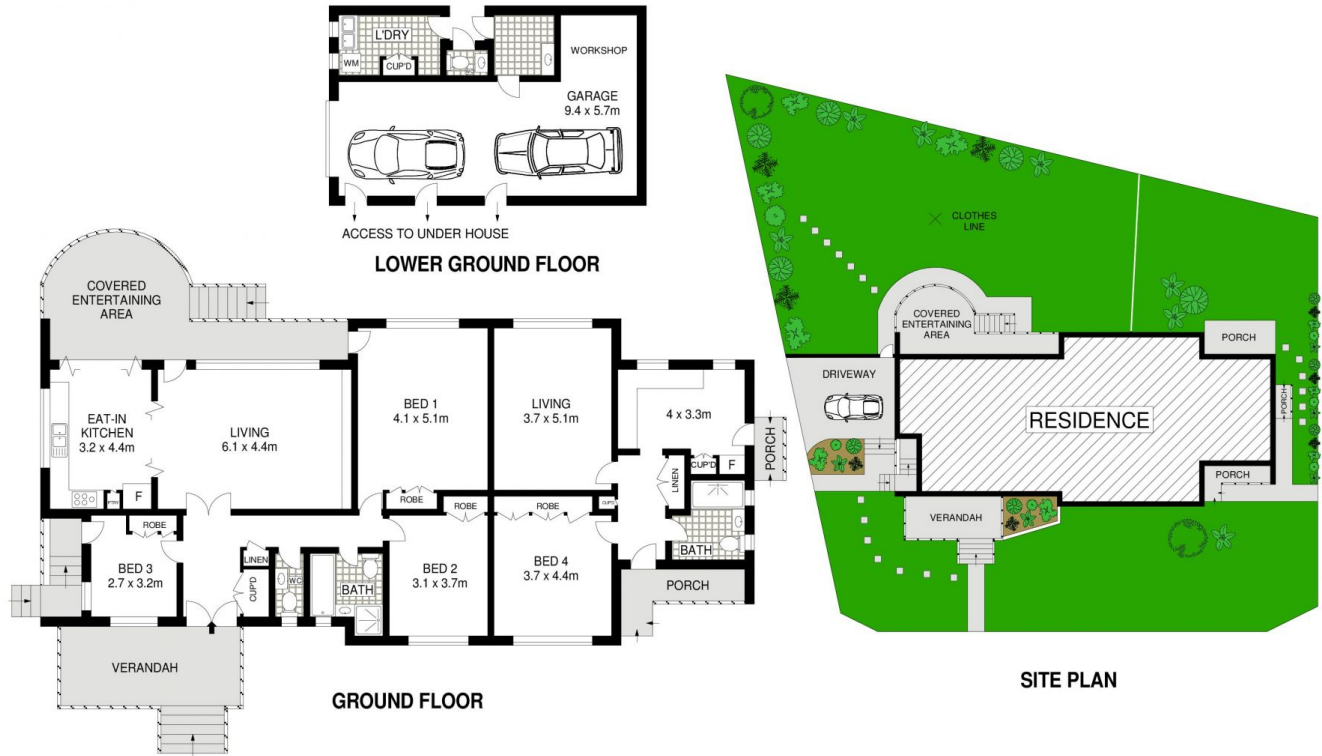 L'DRY
WM
CUP'D
WORKSHOP
GARAGE
9.4 x 5.7m
ACCESS TO UNDER HOUSE
LOWER GROUND FLOOR
COVERED
ENTERTAINING
AREA
EAT-IN
KITCHEN
3.2 x 4.4m
F
LIVING
6.1 x 4.4m
BED 1
4.1 x 5.1m
ROBE
LIVING
3.7 x 5.1m
4 x 3.3m
CUP'D
F
LINEN
PORCH
ROBE
BED 3
2.7 x 3.2m
LINEN
CUP'D
WC
BATH
ROBE
BED 2
3.1 x 3.7m
ROBE
BED 4
3.7 x 4.4m
BATH
PORCH
VERANDAH
GROUND FLOOR
CLOTHES
LINE
COVERED
ENTERTAINING
AREA
PORCH
DRIVEWAY
RESIDENCE
PORCH
PORCH
VERANDAH
SITE PLAN